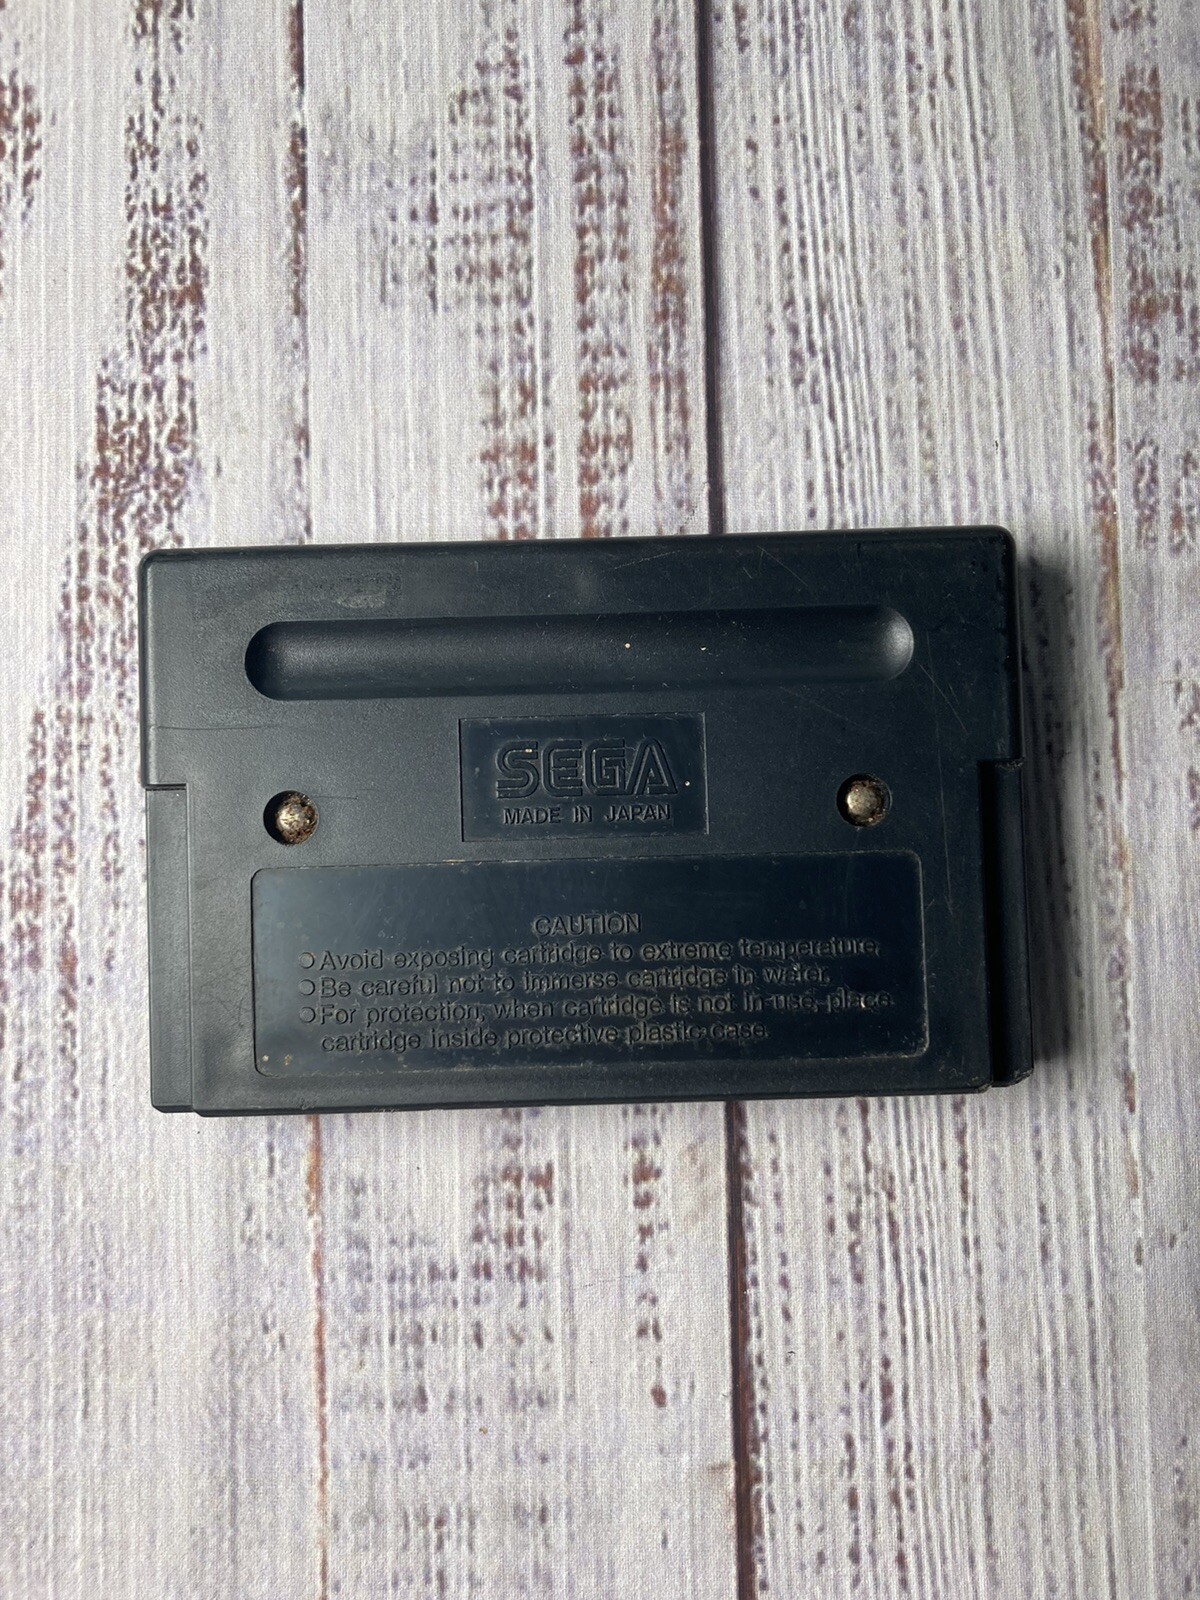 SEGA
MADE IN JAPAN
CAUTION
Avoid exposing cartridge to extreme temperature.
Be careful not to immerse cartridge in water.
For protection, when cartridge is not in use, place
cartridge inside protective plastic case.